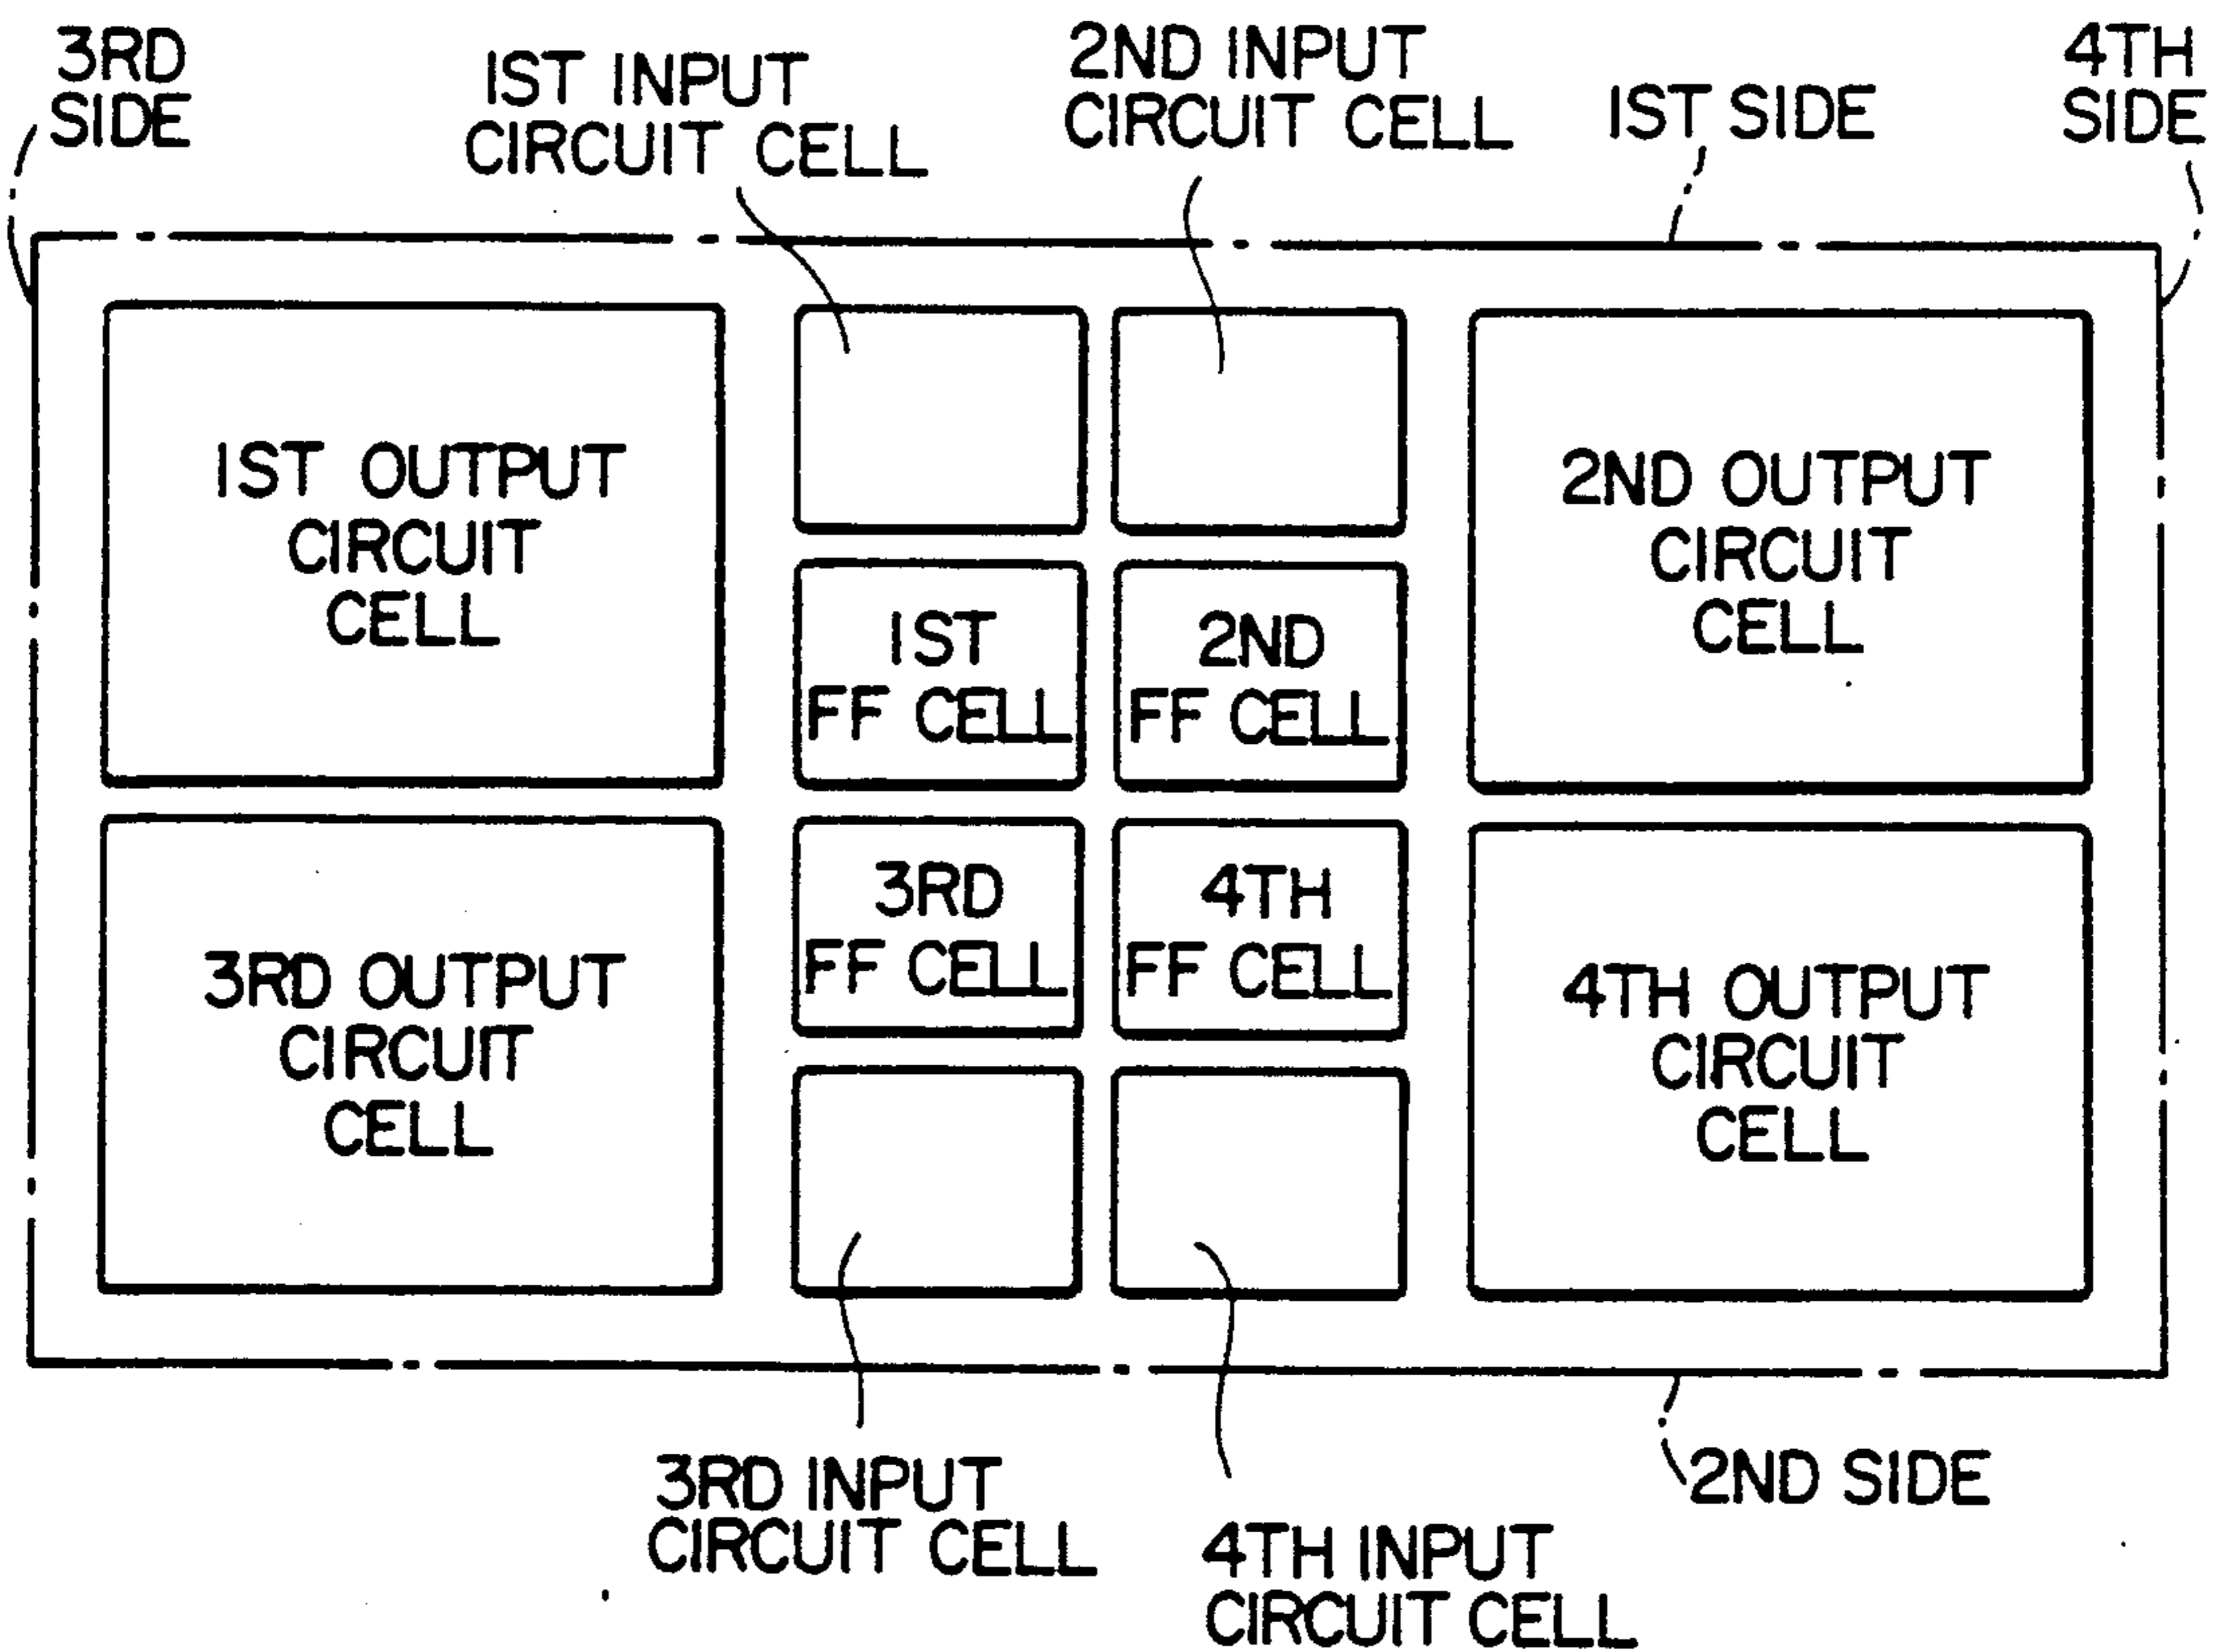 3RD
SIDE
1ST INPUT
CIRCUIT CELL
2ND INPUT
CIRCUIT CELL
1ST SIDE
4TH
SIDE
1ST OUTPUT
CIRCUIT
CELL
1ST
FF CELL
2ND
FF CELL
2ND OUTPUT
CIRCUIT
CELL
3RD OUTPUT
CIRCUIT
CELL
3RD
FF CELL
4TH
FF CELL
4TH OUTPUT
CIRCUIT
CELL
3RD INPUT
CIRCUIT CELL
4TH INPUT
CIRCUIT CELL
2ND SIDE